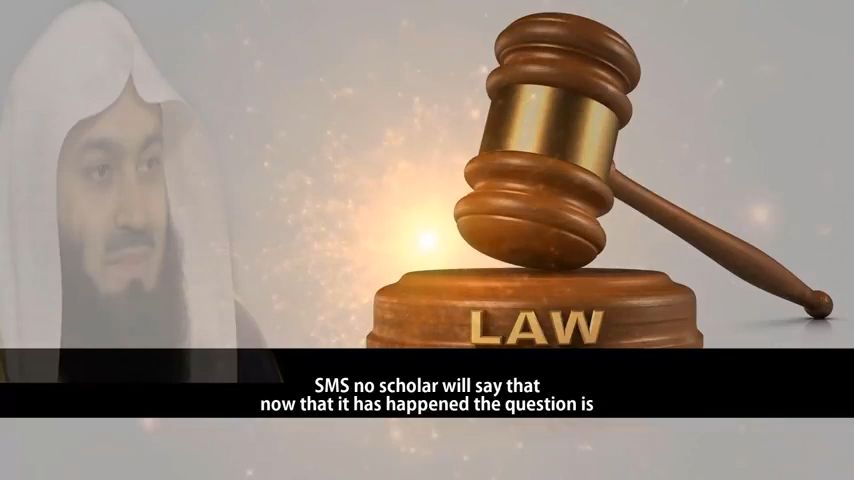 LAW
SMS no scholar will say that
now that it has happened the question is